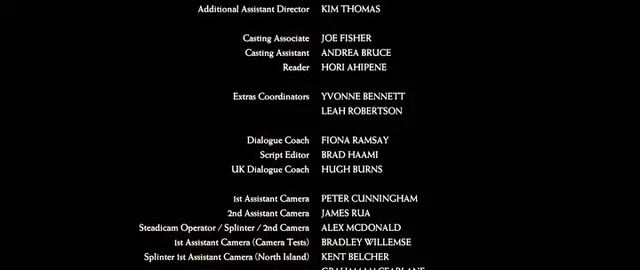 Additional Assistant Director KIM THOMAS
Casting Associate JOE FISHER
Casting Assistant ANDREA BRUCE
Reader HORI AHIPENE
Extras Coordinators YVONNE BENNETT
LEAH ROBERTSON
Dialogue Coach FIONA RAMSAY
Script Editor BRAD HAAMI
UK Dialogue Coach HUGH BURNS
1st Assistant Camera PETER CUNNINGHAM
2nd Assistant Camera JAMES RUA
Steadicam Operator / Splinter / 2nd Camera ALEX MCDONALD
1st Assistant Camera (Camera Tests) BRADLEY WILLEMSE
Splinter 1st Assistant Camera (North Island) KENT BELCHER